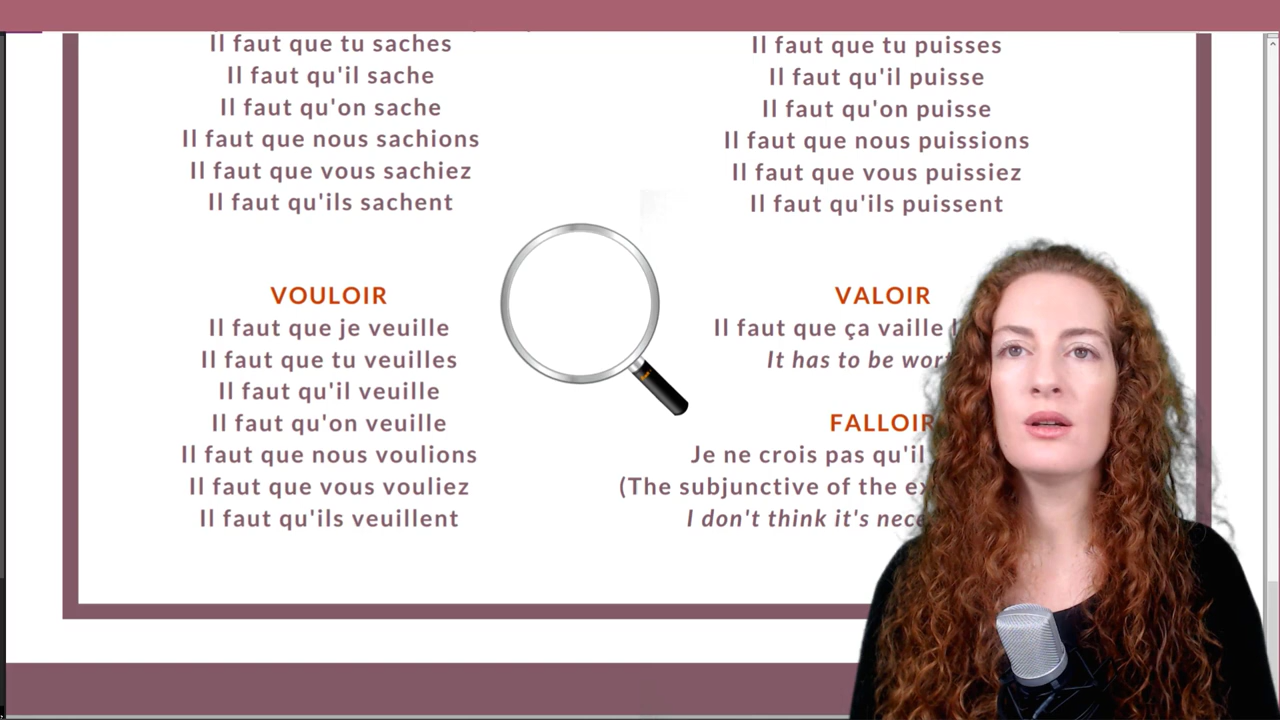 Il faut que tu saches
Il faut qu'il sache
Il faut qu'on sache
Il faut que nous sachions
Il faut que vous sachiez
Il faut qu'ils sachent
Il faut que tu puisses
Il faut qu'il puisse
Il faut qu'on puisse
Il faut que nous puissions
Il faut que vous puissiez
Il faut qu'ils puissent
VOULOIR
Il faut que je veuille
Il faut que tu veuilles
Il faut qu'il veuille
Il faut qu'on veuille
Il faut que nous voulions
Il faut que vous vouliez
Il faut qu'ils veuillent
VALOIR
Il faut que ça vaille
It has to be
FALLOIR
Je ne crois pas qu'il
(The subjunctive of the
I don't think it's